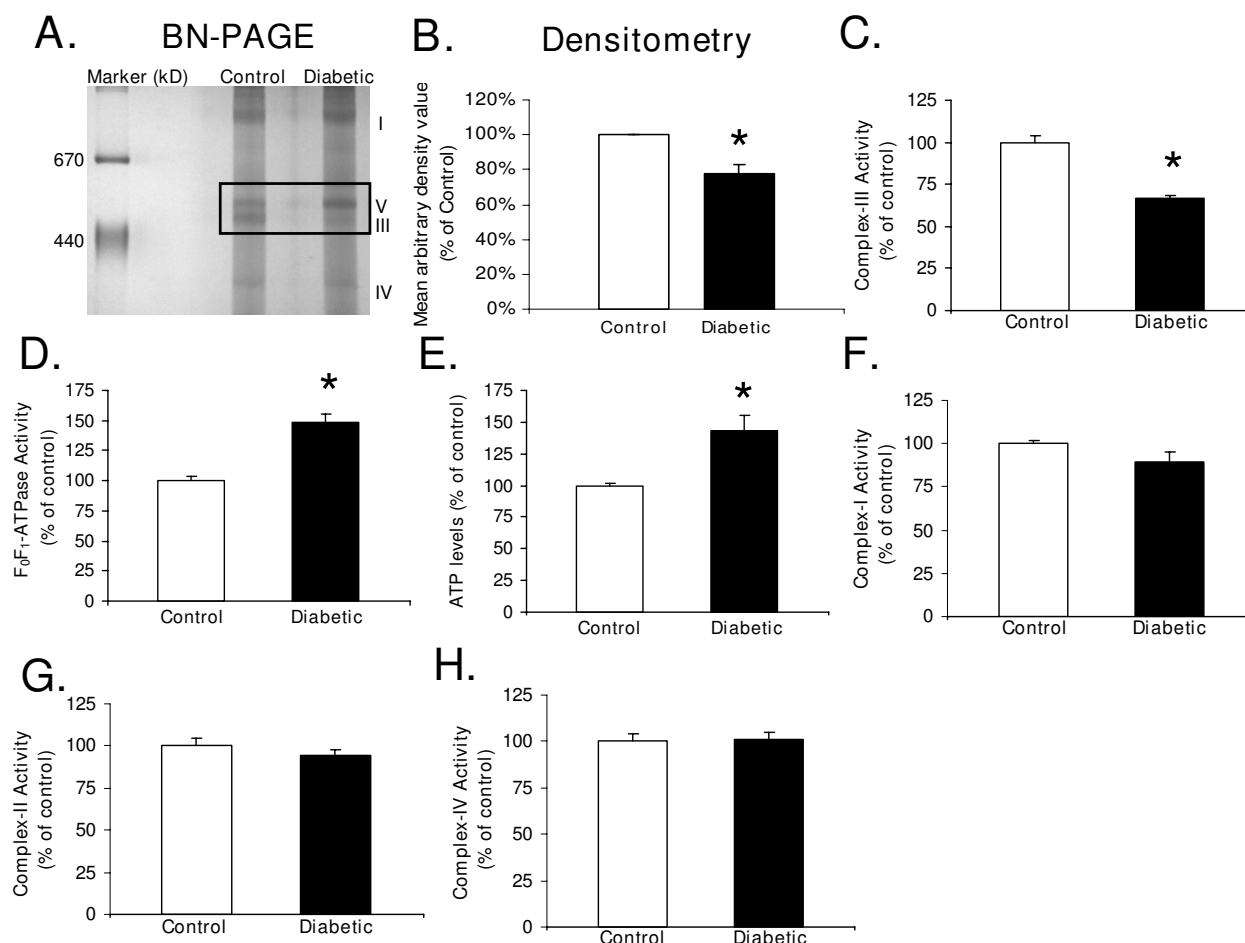 A. BN-PAGE
Marker (kD) Control Diabetic
I
670
V
III
440
IV
B. Densitometry
Mean arbitrary density value
(% of Control)
120%
100%
80%
60%
40%
20%
0%
*
Control Diabetic
C.
Complex-III Activity
(% of control)
125
100
75
50
25
0
*
Control Diabetic
D.
F₀F₁-ATPase Activity
(% of control)
175
150
125
100
75
50
25
0
*
Control Diabetic
E.
ATP levels (% of control)
175
150
125
100
75
50
25
0
*
Control Diabetic
F.
Complex-I Activity
(% of control)
125
100
75
50
25
0
Control Diabetic
G.
Complex-II Activity
(% of control)
125
100
75
50
25
0
Control Diabetic
H.
Complex-IV Activity
(% of control)
125
100
75
50
25
0
Control Diabetic